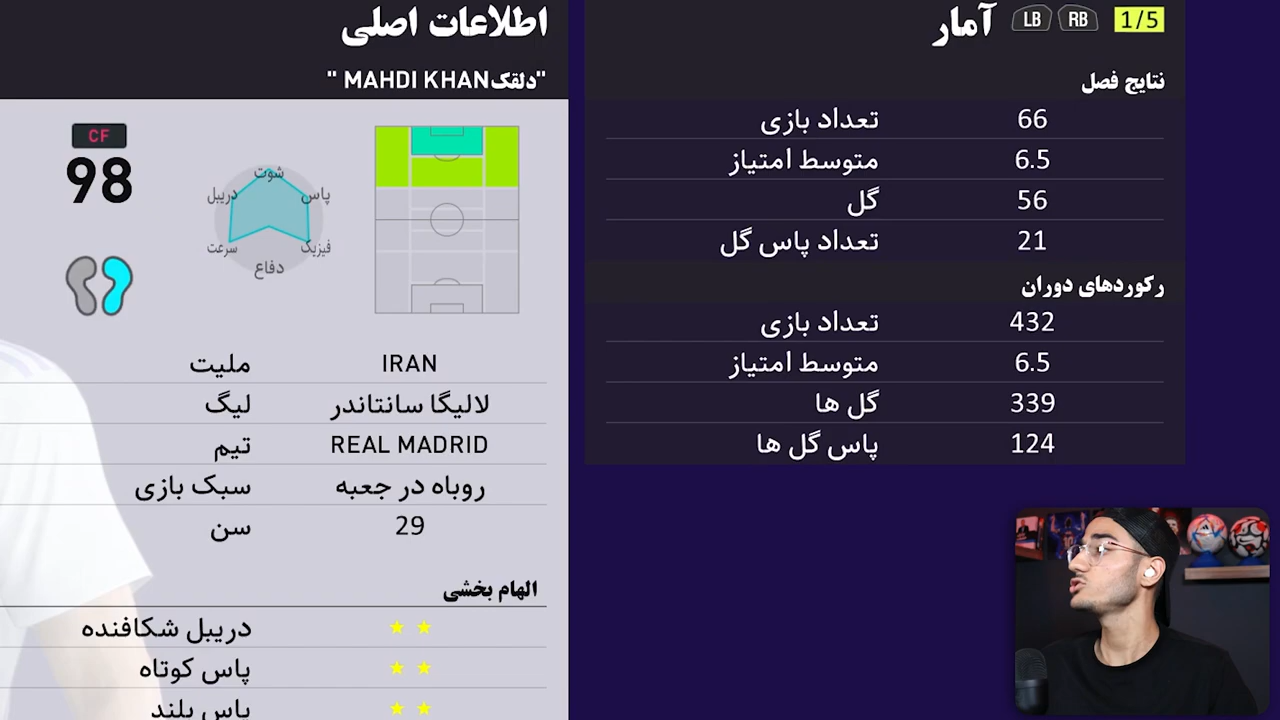 اطلاعات اصلی
"دلقکMAHDI KHAN "
CF
98
شوت
پاس
دریبل
فیزیک
سرعت
دفاع
ملیت IRAN
لیگ لالیگا سانتاندر
تیم REAL MADRID
سبک بازی روباه در جعبه
سن 29
الهام بخشی
دریبل شکافنده ★ ★
پاس کوتاه ★ ★
پاس بلند ★ ★
آمار LB RB 1/5
نتایج فصل
تعداد بازی 66
متوسط امتیاز 6.5
گل 56
تعداد پاس گل 21
رکوردهای دوران
تعداد بازی 432
متوسط امتیاز 6.5
گل ها 339
پاس گل ها 124